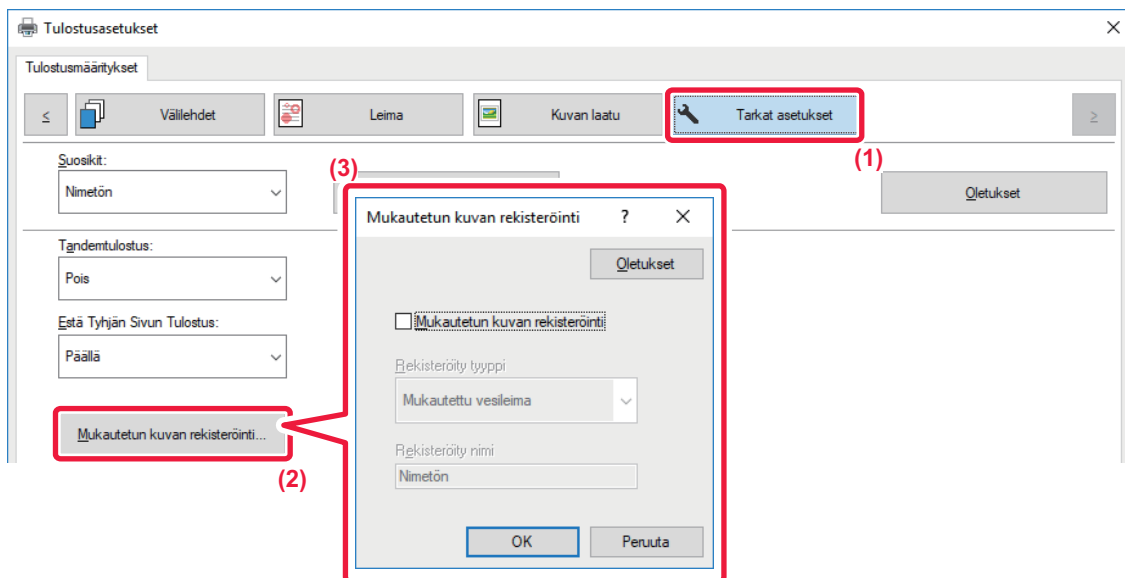 Tulostusasetukset
Tulostusmääritykset
≤ Välilehdet Leima Kuvan laatu Tarkat asetukset ≥
(1)
Suosikit:
Nimetön
Oletukset
Tandemtulostus:
Pois
Estä Tyhjän Sivun Tulostus:
Päällä
Mukautetun kuvan rekisteröinti...
(2)
(3)
Mukautetun kuvan rekisteröinti ?
Oletukset
Mukautetun kuvan rekisteröinti
Rekisteröity tyyppi
Mukautettu vesileima
Rekisteröity nimi
Nimetön
OK Peruuta